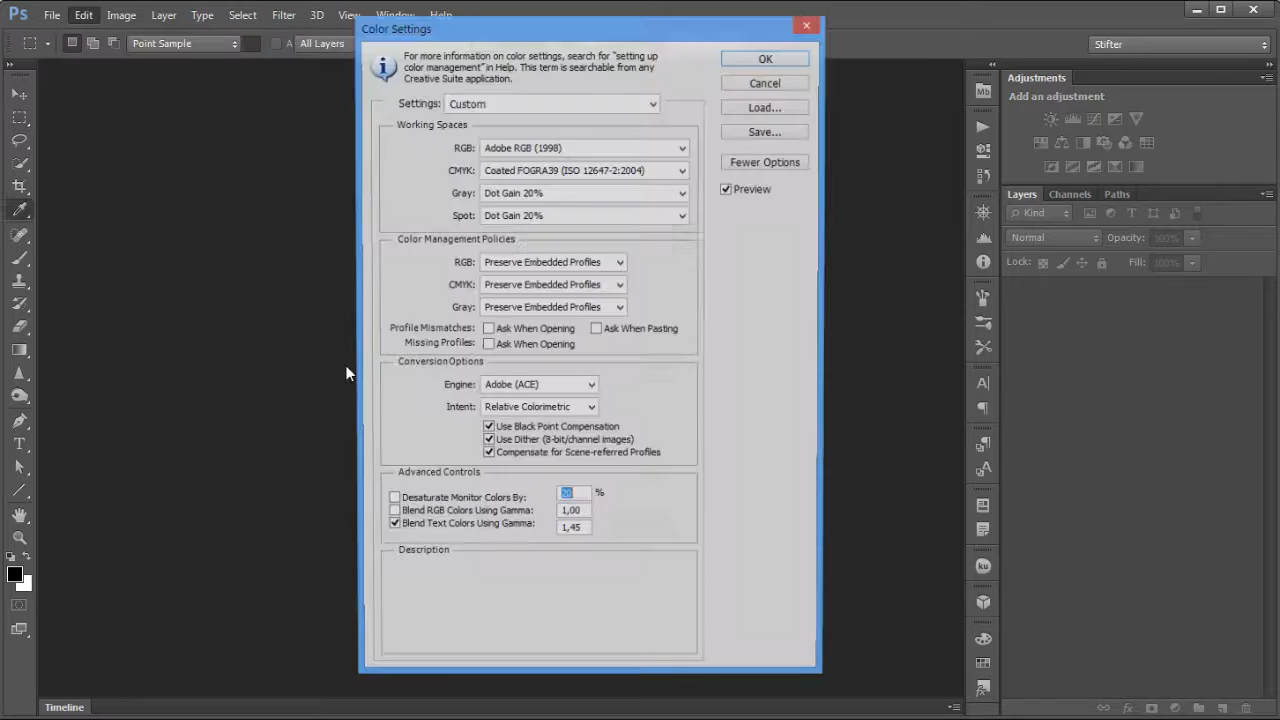 Ps File Edit Image Layer Type Select Filter 3D View Window Help
Point Sample All Layers Stifter
Color Settings
For more information on color settings, search for "setting up
color management" in Help. This term is searchable from any
Creative Suite application.
Settings: Custom
Working Spaces
RGB: Adobe RGB (1998)
CMYK: Coated FOGRA39 (ISO 12647-2:2004)
Gray: Dot Gain 20%
Spot: Dot Gain 20%
Color Management Policies
RGB: Preserve Embedded Profiles
CMYK: Preserve Embedded Profiles
Gray: Preserve Embedded Profiles
Profile Mismatches: Ask When Opening Ask When Pasting
Missing Profiles: Ask When Opening
Conversion Options
Engine: Adobe (ACE)
Intent: Relative Colorimetric
Use Black Point Compensation
Use Dither (8-bit/channel images)
Compensate for Scene-referred Profiles
Advanced Controls
Desaturate Monitor Colors By: 20 %
Blend RGB Colors Using Gamma: 1,00
Blend Text Colors Using Gamma: 1,45
Description
OK
Cancel
Load...
Save...
Fewer Options
Preview
Mb
ku
Adjustments
Add an adjustment
Layers Channels Paths
Kind
Normal Opacity: 100%
Lock: Fill: 100%
Timeline